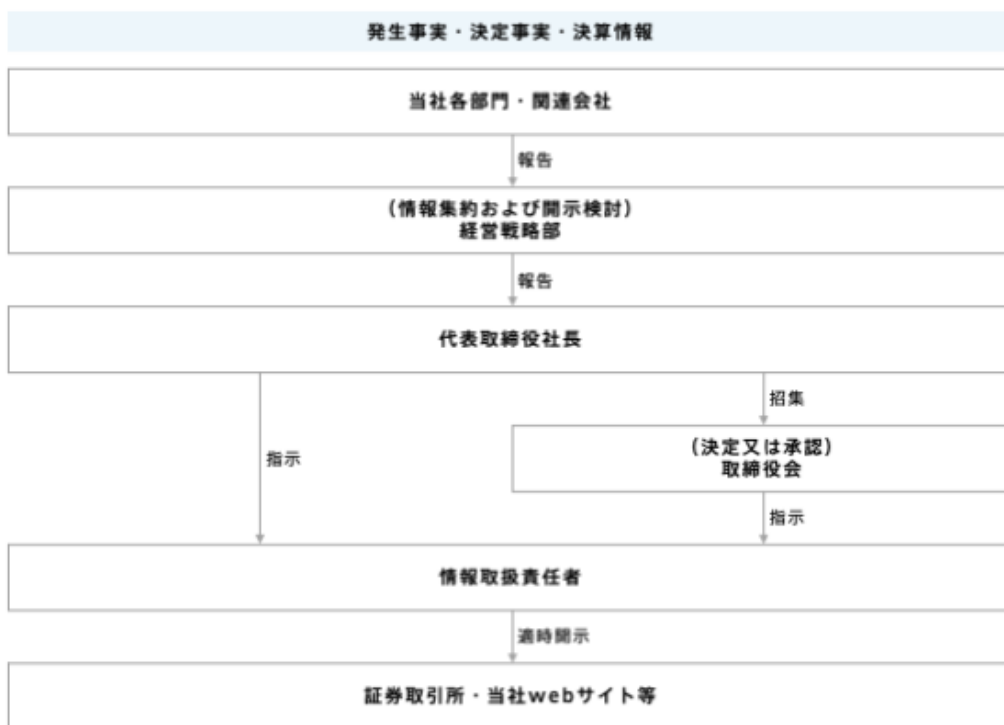 発生事実・決定事実・決算情報
当社各部門・関連会社
報告
(情報集約および開示検討)
経営戦略部
報告
代表取締役社長
招集
(決定又は承認)
取締役会
指示
指示
情報取扱責任者
適時開示
証券取引所・当社webサイト等